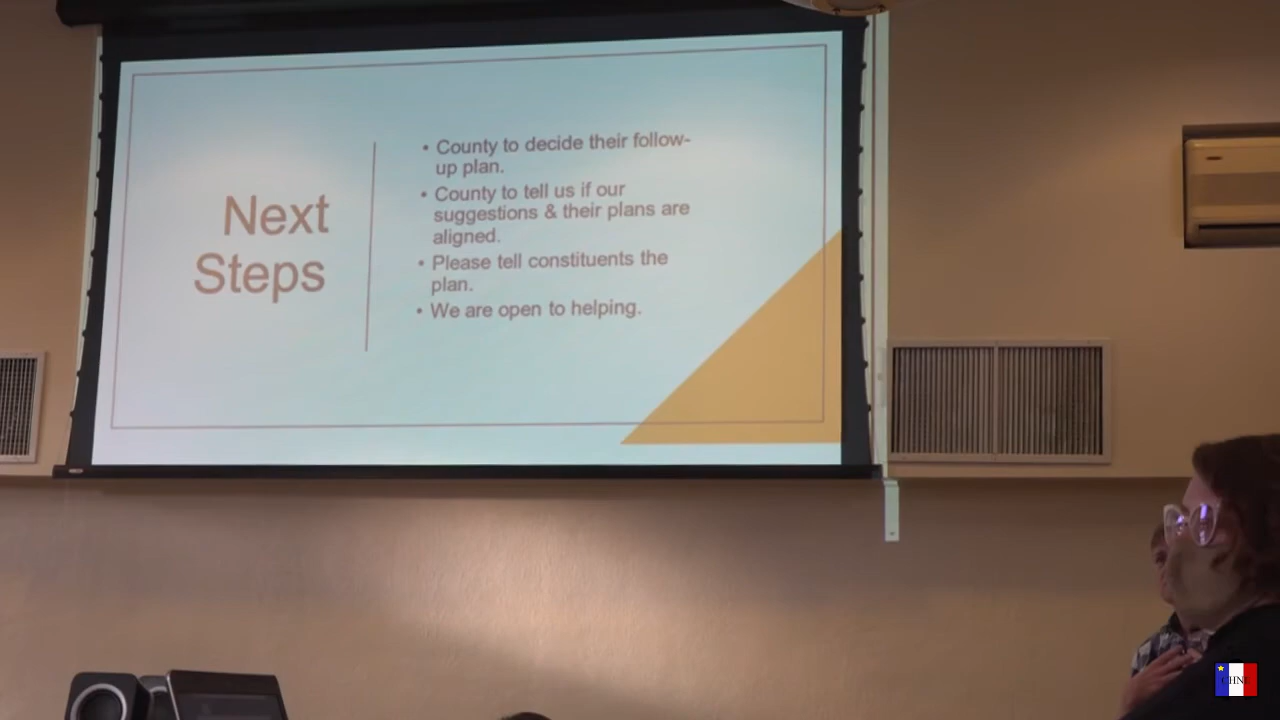 Next
Steps
• County to decide their follow-
up plan.
• County to tell us if our
suggestions & their plans are
aligned.
• Please tell constituents the
plan.
• We are open to helping.
CHNE